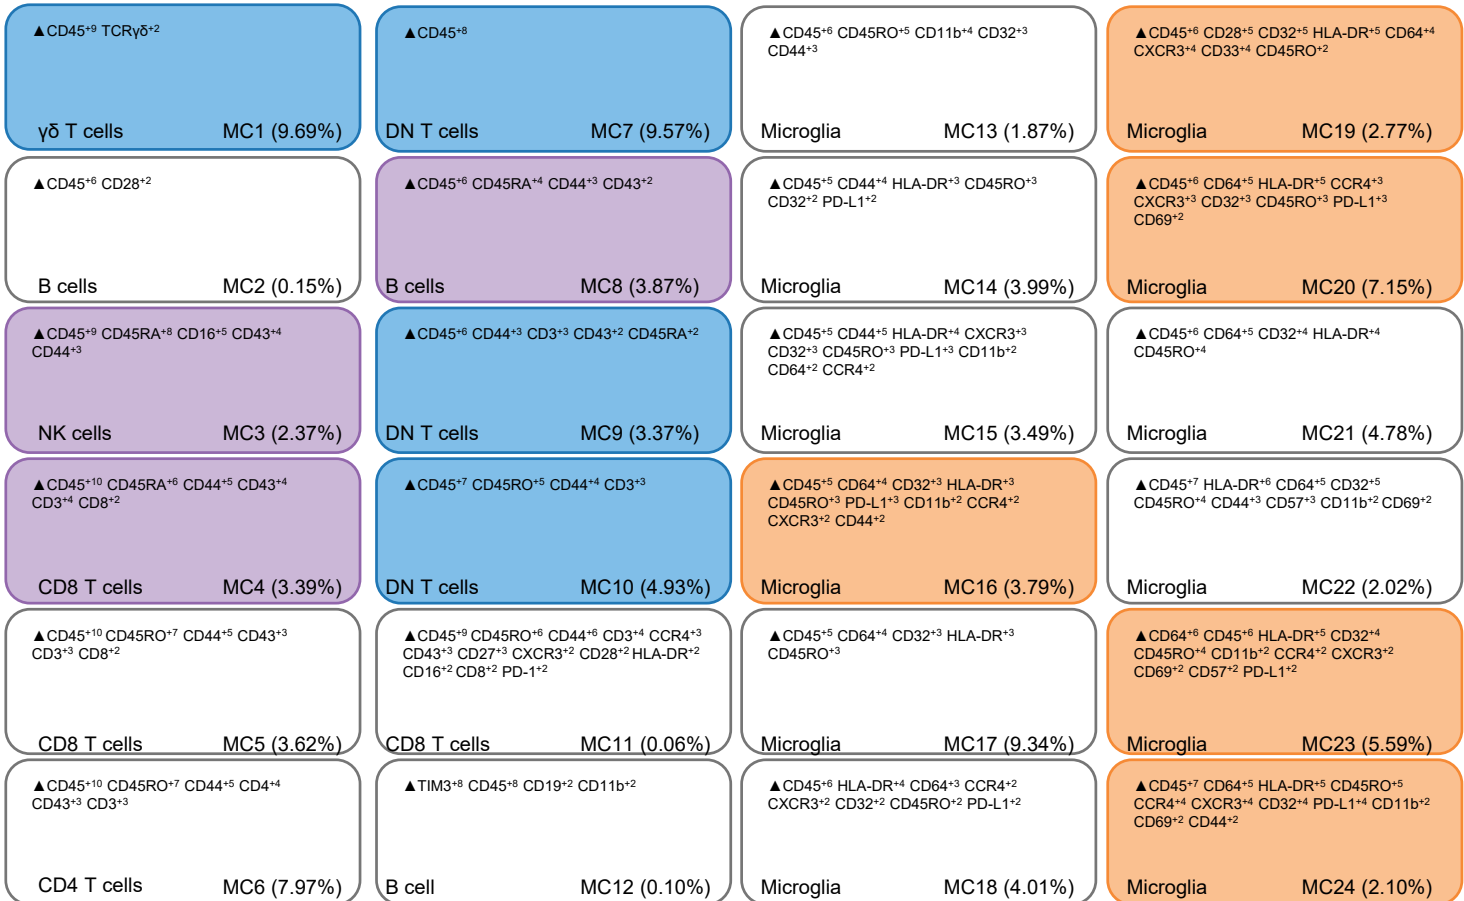 ▲CD45⁺⁹ TCRγδ⁺²
γδ T cells MC1 (9.69%)
▲CD45⁺⁶ CD28⁺²
B cells MC2 (0.15%)
▲CD45⁺⁹ CD45RA⁺⁸ CD16⁺⁵ CD43⁺⁴
CD44⁺³
NK cells MC3 (2.37%)
▲CD45⁺¹⁰ CD45RA⁺⁶ CD44⁺⁵ CD43⁺⁴
CD3⁺⁴ CD8⁺²
CD8 T cells MC4 (3.39%)
▲CD45⁺¹⁰ CD45RO⁺⁷ CD44⁺⁵ CD43⁺³
CD3⁺³ CD8⁺²
CD8 T cells MC5 (3.62%)
▲CD45⁺¹⁰ CD45RO⁺⁷ CD44⁺⁵ CD4⁺⁴
CD43⁺³ CD3⁺³
CD4 T cells MC6 (7.97%)
▲CD45⁺⁸
DN T cells MC7 (9.57%)
▲CD45⁺⁶ CD45RA⁺⁴ CD44⁺³ CD43⁺²
B cells MC8 (3.87%)
▲CD45⁺⁶ CD44⁺³ CD3⁺³ CD43⁺² CD45RA⁺²
DN T cells MC9 (3.37%)
▲CD45⁺⁷ CD45RO⁺⁵ CD44⁺⁴ CD3⁺³
DN T cells MC10 (4.93%)
▲CD45⁺⁹ CD45RO⁺⁶ CD44⁺⁶ CD3⁺⁴ CCR4⁺³
CD43⁺³ CD27⁺³ CXCR3⁺² CD28⁺² HLA-DR⁺²
CD16⁺² CD8⁺² PD-1⁺²
CD8 T cells MC11 (0.06%)
▲TIM3⁺⁸ CD45⁺⁸ CD19⁺² CD11b⁺²
B cell MC12 (0.10%)
▲CD45⁺⁶ CD45RO⁺⁵ CD11b⁺⁴ CD32⁺³
CD44⁺³
Microglia MC13 (1.87%)
▲CD45⁺⁵ CD44⁺⁴ HLA-DR⁺³ CD45RO⁺³
CD32⁺² PD-L1⁺²
Microglia MC14 (3.99%)
▲CD45⁺⁵ CD44⁺⁵ HLA-DR⁺⁴ CXCR3⁺³
CD32⁺³ CD45RO⁺³ PD-L1⁺³ CD11b⁺²
CD64⁺² CCR4⁺²
Microglia MC15 (3.49%)
▲CD45⁺⁵ CD64⁺⁴ CD32⁺³ HLA-DR⁺³
CD45RO⁺³ PD-L1⁺³ CD11b⁺² CCR4⁺²
CXCR3⁺² CD44⁺²
Microglia MC16 (3.79%)
▲CD45⁺⁵ CD64⁺⁴ CD32⁺³ HLA-DR⁺³
CD45RO⁺³
Microglia MC17 (9.34%)
▲CD45⁺⁶ HLA-DR⁺⁴ CD64⁺³ CCR4⁺²
CXCR3⁺² CD32⁺² CD45RO⁺² PD-L1⁺²
Microglia MC18 (4.01%)
▲CD45⁺⁶ CD28⁺⁵ CD32⁺⁵ HLA-DR⁺⁵ CD64⁺⁴
CXCR3⁺⁴ CD33⁺⁴ CD45RO⁺²
Microglia MC19 (2.77%)
▲CD45⁺⁶ CD64⁺⁵ HLA-DR⁺⁵ CCR4⁺³
CXCR3⁺³ CD32⁺³ CD45RO⁺³ PD-L1⁺³
CD69⁺²
Microglia MC20 (7.15%)
▲CD45⁺⁶ CD64⁺⁵ CD32⁺⁴ HLA-DR⁺⁴
CD45RO⁺⁴
Microglia MC21 (4.78%)
▲CD45⁺⁷ HLA-DR⁺⁶ CD64⁺⁵ CD32⁺⁵
CD45RO⁺⁴ CD44⁺³ CD57⁺³ CD11b⁺² CD69⁺²
Microglia MC22 (2.02%)
▲CD64⁺⁶ CD45⁺⁶ HLA-DR⁺⁵ CD32⁺⁴
CD45RO⁺⁴ CD11b⁺² CCR4⁺² CXCR3⁺²
CD69⁺² CD57⁺² PD-L1⁺²
Microglia MC23 (5.59%)
▲CD45⁺⁷ CD64⁺⁵ HLA-DR⁺⁵ CD45RO⁺⁵
CCR4⁺⁴ CXCR3⁺⁴ CD32⁺⁴ PD-L1⁺⁴ CD11b⁺²
CD69⁺² CD44⁺²
Microglia MC24 (2.10%)